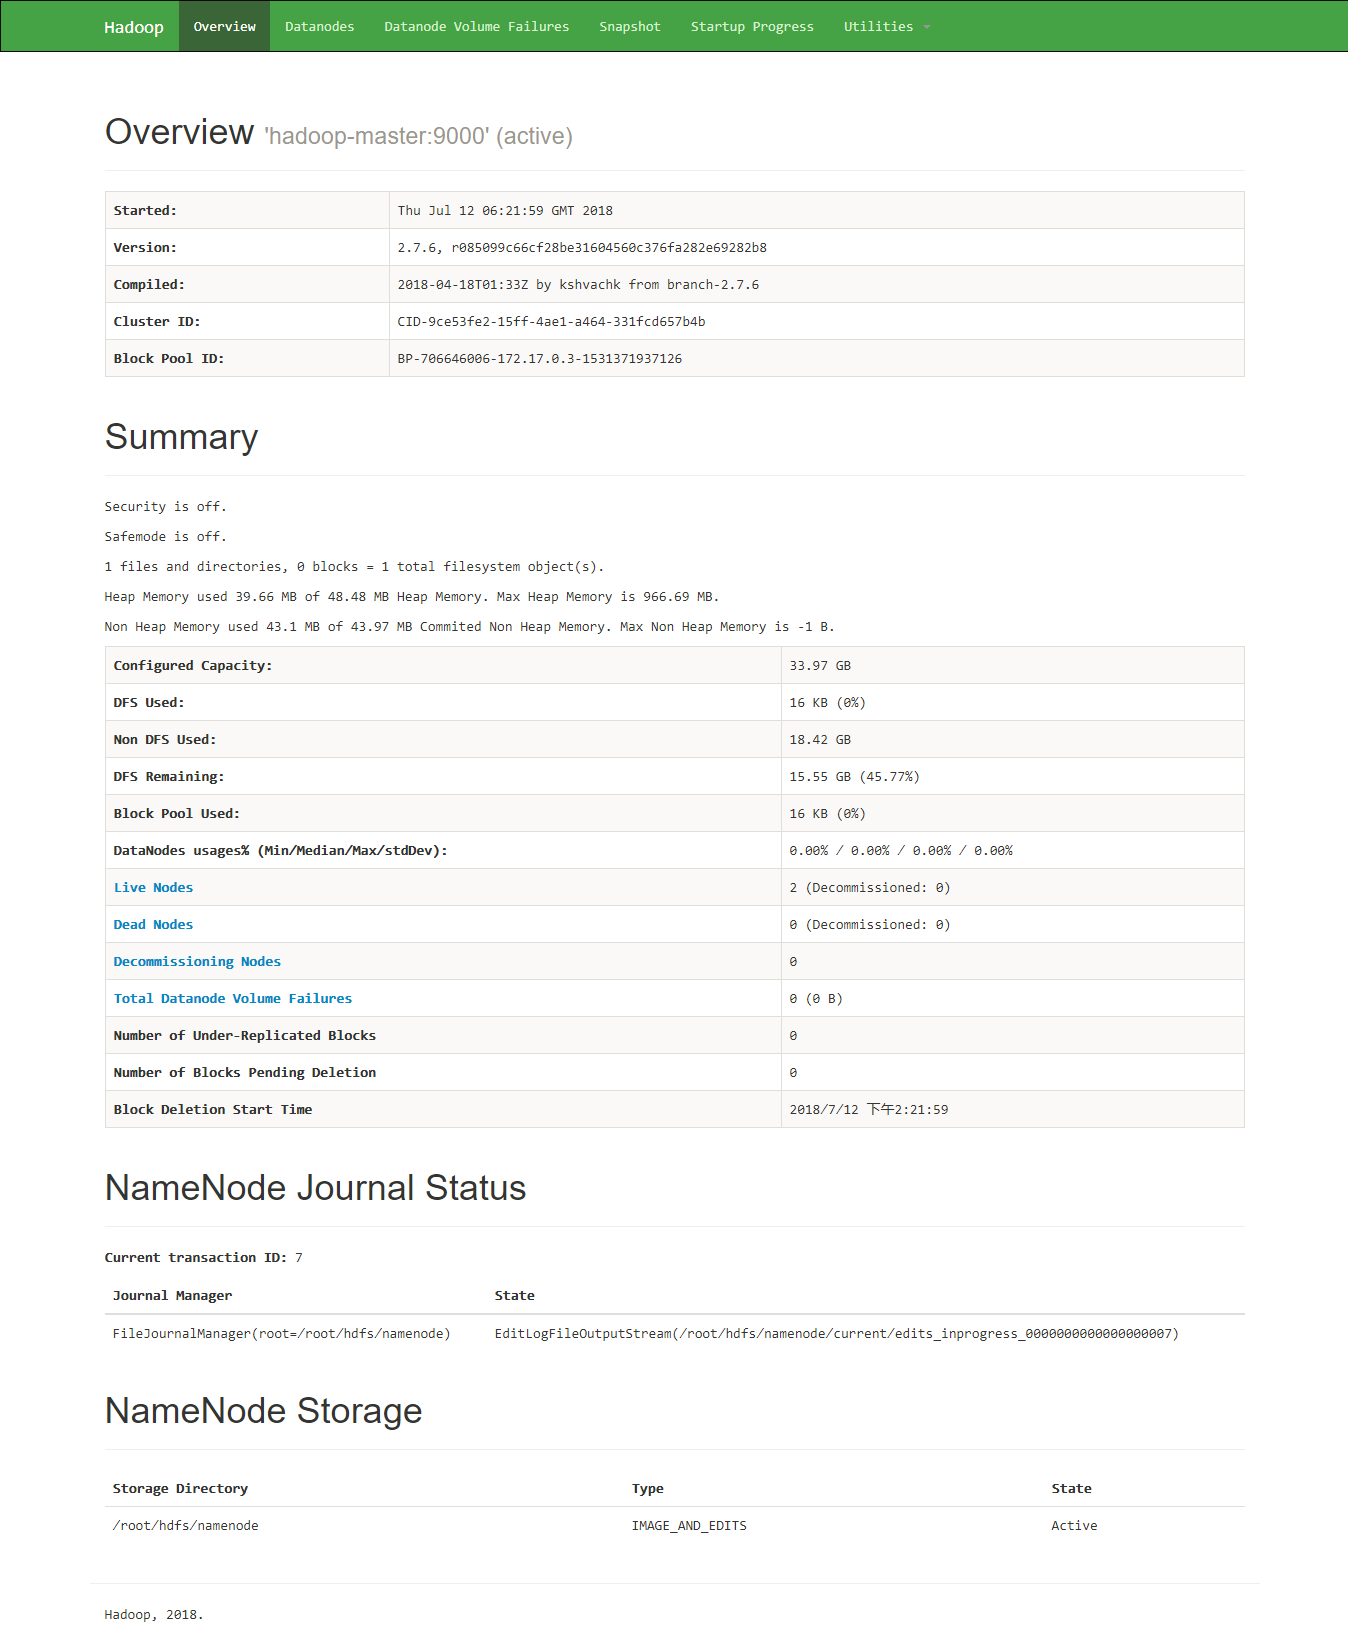 Hadoop Overview Datanodes Datanode Volume Failures Snapshot Startup Progress Utilities
Overview 'hadoop-master:9000' (active)
Started: Thu Jul 12 06:21:59 GMT 2018
Version: 2.7.6, r085099c66cf28be31604560c376fa282e69282b8
Compiled: 2018-04-18T01:33Z by kshvachk from branch-2.7.6
Cluster ID: CID-9ce53fe2-15ff-4ae1-a464-331fcd657b4b
Block Pool ID: BP-706646006-172.17.0.3-1531371937126
Summary
Security is off.
Safemode is off.
1 files and directories, 0 blocks = 1 total filesystem object(s).
Heap Memory used 39.66 MB of 48.48 MB Heap Memory. Max Heap Memory is 966.69 MB.
Non Heap Memory used 43.1 MB of 43.97 MB Commited Non Heap Memory. Max Non Heap Memory is -1 B.
Configured Capacity: 33.97 GB
DFS Used: 16 KB (0%)
Non DFS Used: 18.42 GB
DFS Remaining: 15.55 GB (45.77%)
Block Pool Used: 16 KB (0%)
DataNodes usages% (Min/Median/Max/stdDev): 0.00% / 0.00% / 0.00% / 0.00%
Live Nodes 2 (Decommissioned: 0)
Dead Nodes 0 (Decommissioned: 0)
Decommissioning Nodes 0
Total Datanode Volume Failures 0 (0 B)
Number of Under-Replicated Blocks 0
Number of Blocks Pending Deletion 0
Block Deletion Start Time 2018/7/12 下午2:21:59
NameNode Journal Status
Current transaction ID: 7
Journal Manager State
FileJournalManager(root=/root/hdfs/namenode) EditLogFileOutputStream(/root/hdfs/namenode/current/edits_inprogress_0000000000000000007)
NameNode Storage
Storage Directory Type State
/root/hdfs/namenode IMAGE_AND_EDITS Active
Hadoop, 2018.